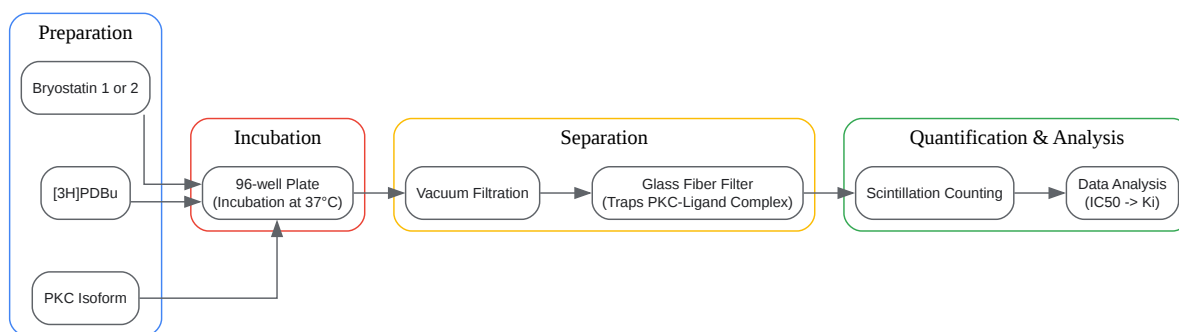 Preparation
Bryostatin 1 or 2
[3H]PDBu
PKC Isoform
Incubation
96-well Plate
(Incubation at 37°C)
Separation
Vacuum Filtration
Glass Fiber Filter
(Traps PKC-Ligand Complex)
Quantification & Analysis
Scintillation Counting
Data Analysis
(IC50 -> Ki)